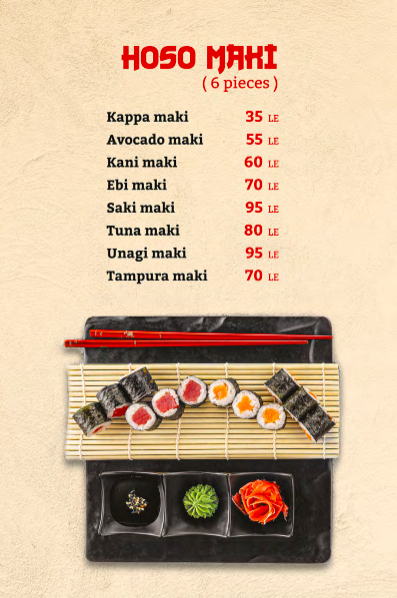 HOSO MAKI
( 6 pieces )
Kappa maki 35 LE
Avocado maki 55 LE
Kani maki 60 LE
Ebi maki 70 LE
Saki maki 95 LE
Tuna maki 80 LE
Unagi maki 95 LE
Tampura maki 70 LE